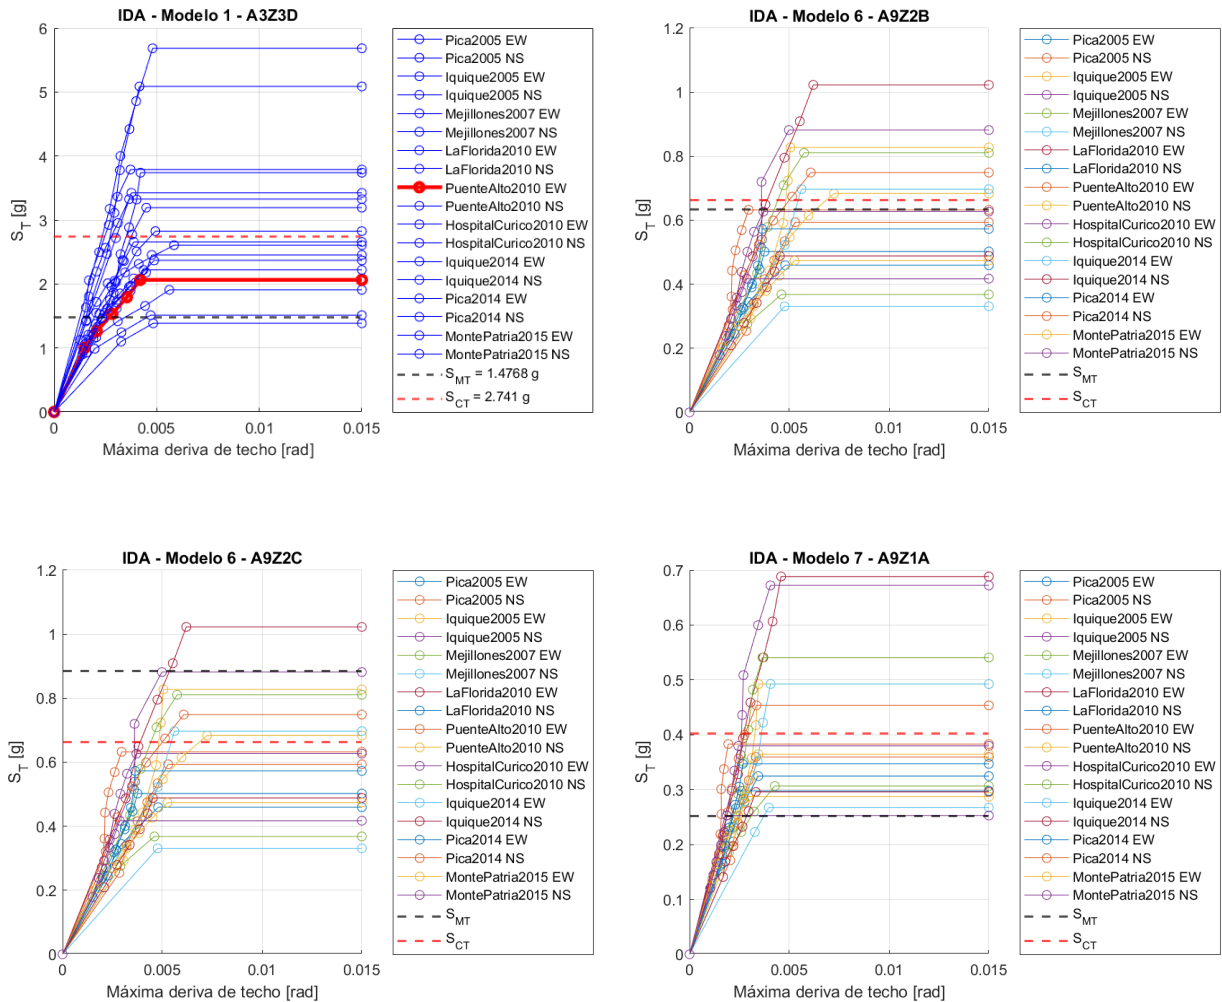 IDA - Modelo 1 - A3Z3D
6
5
4
3
2
1
0
S_T [g]
0
0.005
0.01
0.015
Máxima deriva de techo [rad]
Pica2005 EW
Pica2005 NS
Iquique2005 EW
Iquique2005 NS
Mejillones2007 EW
Mejillones2007 NS
LaFlorida2010 EW
LaFlorida2010 NS
PuenteAlto2010 EW
PuenteAlto2010 NS
HospitalCurico2010 EW
HospitalCurico2010 NS
Iquique2014 EW
Iquique2014 NS
Pica2014 EW
Pica2014 NS
MontePatria2015 EW
MontePatria2015 NS
S_MT = 1.4768 g
S_CT = 2.741 g
IDA - Modelo 6 - A9Z2B
1.2
1
0.8
0.6
0.4
0.2
0
S_T [g]
0
0.005
0.01
0.015
Máxima deriva de techo [rad]
Pica2005 EW
Pica2005 NS
Iquique2005 EW
Iquique2005 NS
Mejillones2007 EW
Mejillones2007 NS
LaFlorida2010 EW
LaFlorida2010 NS
PuenteAlto2010 EW
PuenteAlto2010 NS
HospitalCurico2010 EW
HospitalCurico2010 NS
Iquique2014 EW
Iquique2014 NS
Pica2014 EW
Pica2014 NS
MontePatria2015 EW
MontePatria2015 NS
S_MT
S_CT
IDA - Modelo 6 - A9Z2C
1.2
1
0.8
0.6
0.4
0.2
0
S_T [g]
0
0.005
0.01
0.015
Máxima deriva de techo [rad]
Pica2005 EW
Pica2005 NS
Iquique2005 EW
Iquique2005 NS
Mejillones2007 EW
Mejillones2007 NS
LaFlorida2010 EW
LaFlorida2010 NS
PuenteAlto2010 EW
PuenteAlto2010 NS
HospitalCurico2010 EW
HospitalCurico2010 NS
Iquique2014 EW
Iquique2014 NS
Pica2014 EW
Pica2014 NS
MontePatria2015 EW
MontePatria2015 NS
S_MT
S_CT
IDA - Modelo 7 - A9Z1A
0.7
0.6
0.5
0.4
0.3
0.2
0.1
0
S_T [g]
0
0.005
0.01
0.015
Máxima deriva de techo [rad]
Pica2005 EW
Pica2005 NS
Iquique2005 EW
Iquique2005 NS
Mejillones2007 EW
Mejillones2007 NS
LaFlorida2010 EW
LaFlorida2010 NS
PuenteAlto2010 EW
PuenteAlto2010 NS
HospitalCurico2010 EW
HospitalCurico2010 NS
Iquique2014 EW
Iquique2014 NS
Pica2014 EW
Pica2014 NS
MontePatria2015 EW
MontePatria2015 NS
S_MT
S_CT